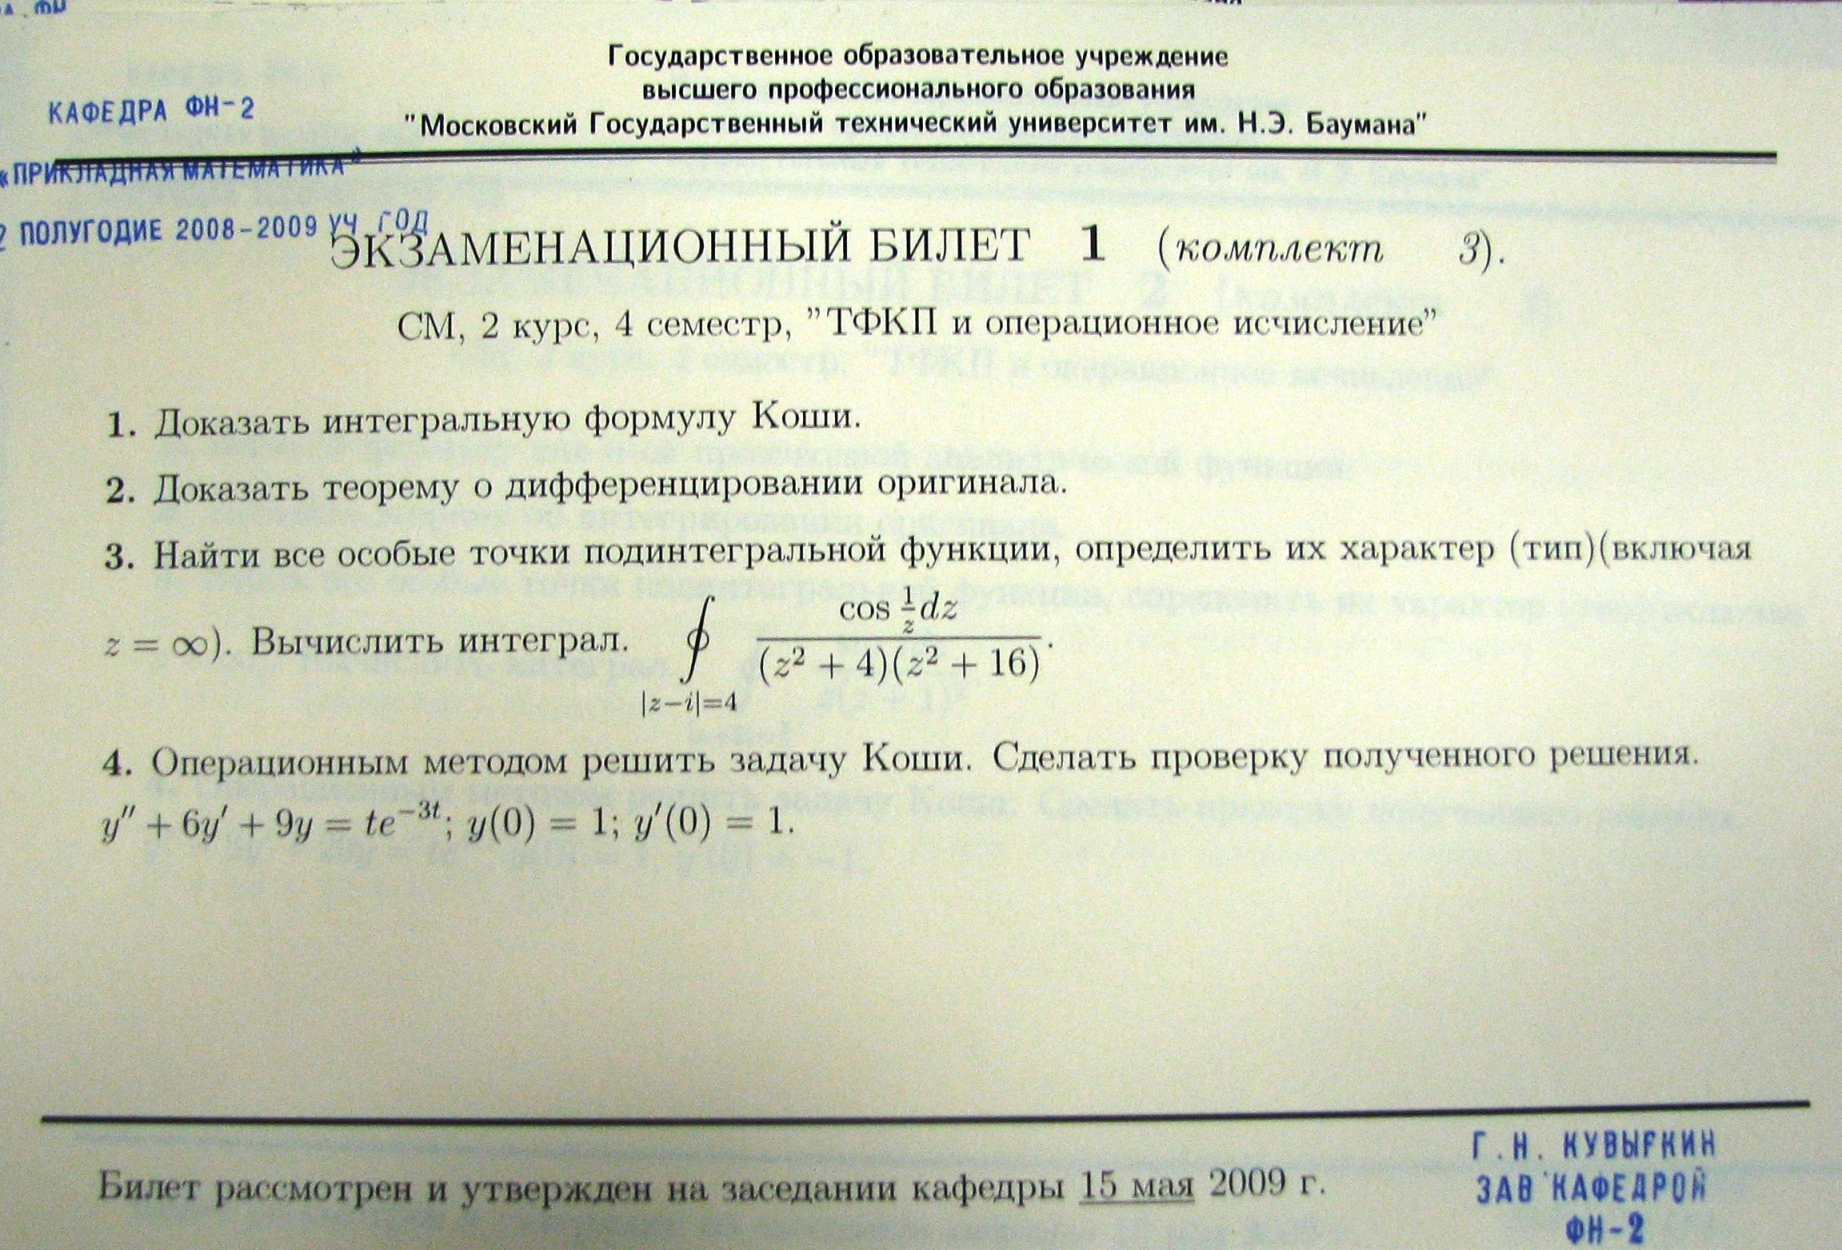 Государственное образовательное учреждение
высшего профессионального образования
"Московский Государственный технический университет им. Н.Э. Баумана"
КАФЕДРА ФН-2
«ПРИКЛАДНАЯ МАТЕМАТИКА"
2 ПОЛУГОДИЕ 2008-2009 УЧ ГОД
ЭКЗАМЕНАЦИОННЫЙ БИЛЕТ 1 (комплект 3).
СМ, 2 курс, 4 семестр, "ТФКП и операционное исчисление"
1. Доказать интегральную формулу Коши.
2. Доказать теорему о дифференцировании оригинала.
3. Найти все особые точки подинтегральной функции, определить их характер (тип)(включая
z = ∞). Вычислить интеграл. ∮_{|z−i|=4} \frac{cos \frac{1}{z} dz}{(z² + 4)(z² + 16)}.
4. Операционным методом решить задачу Коши. Сделать проверку полученного решения.
y″ + 6y′ + 9y = te^{−3t}; y(0) = 1; y′(0) = 1.
Билет рассмотрен и утвержден на заседании кафедры 15 мая 2009 г.
Г.Н. КУВЫРКИН
ЗАВ КАФЕДРОЙ
ФН-2